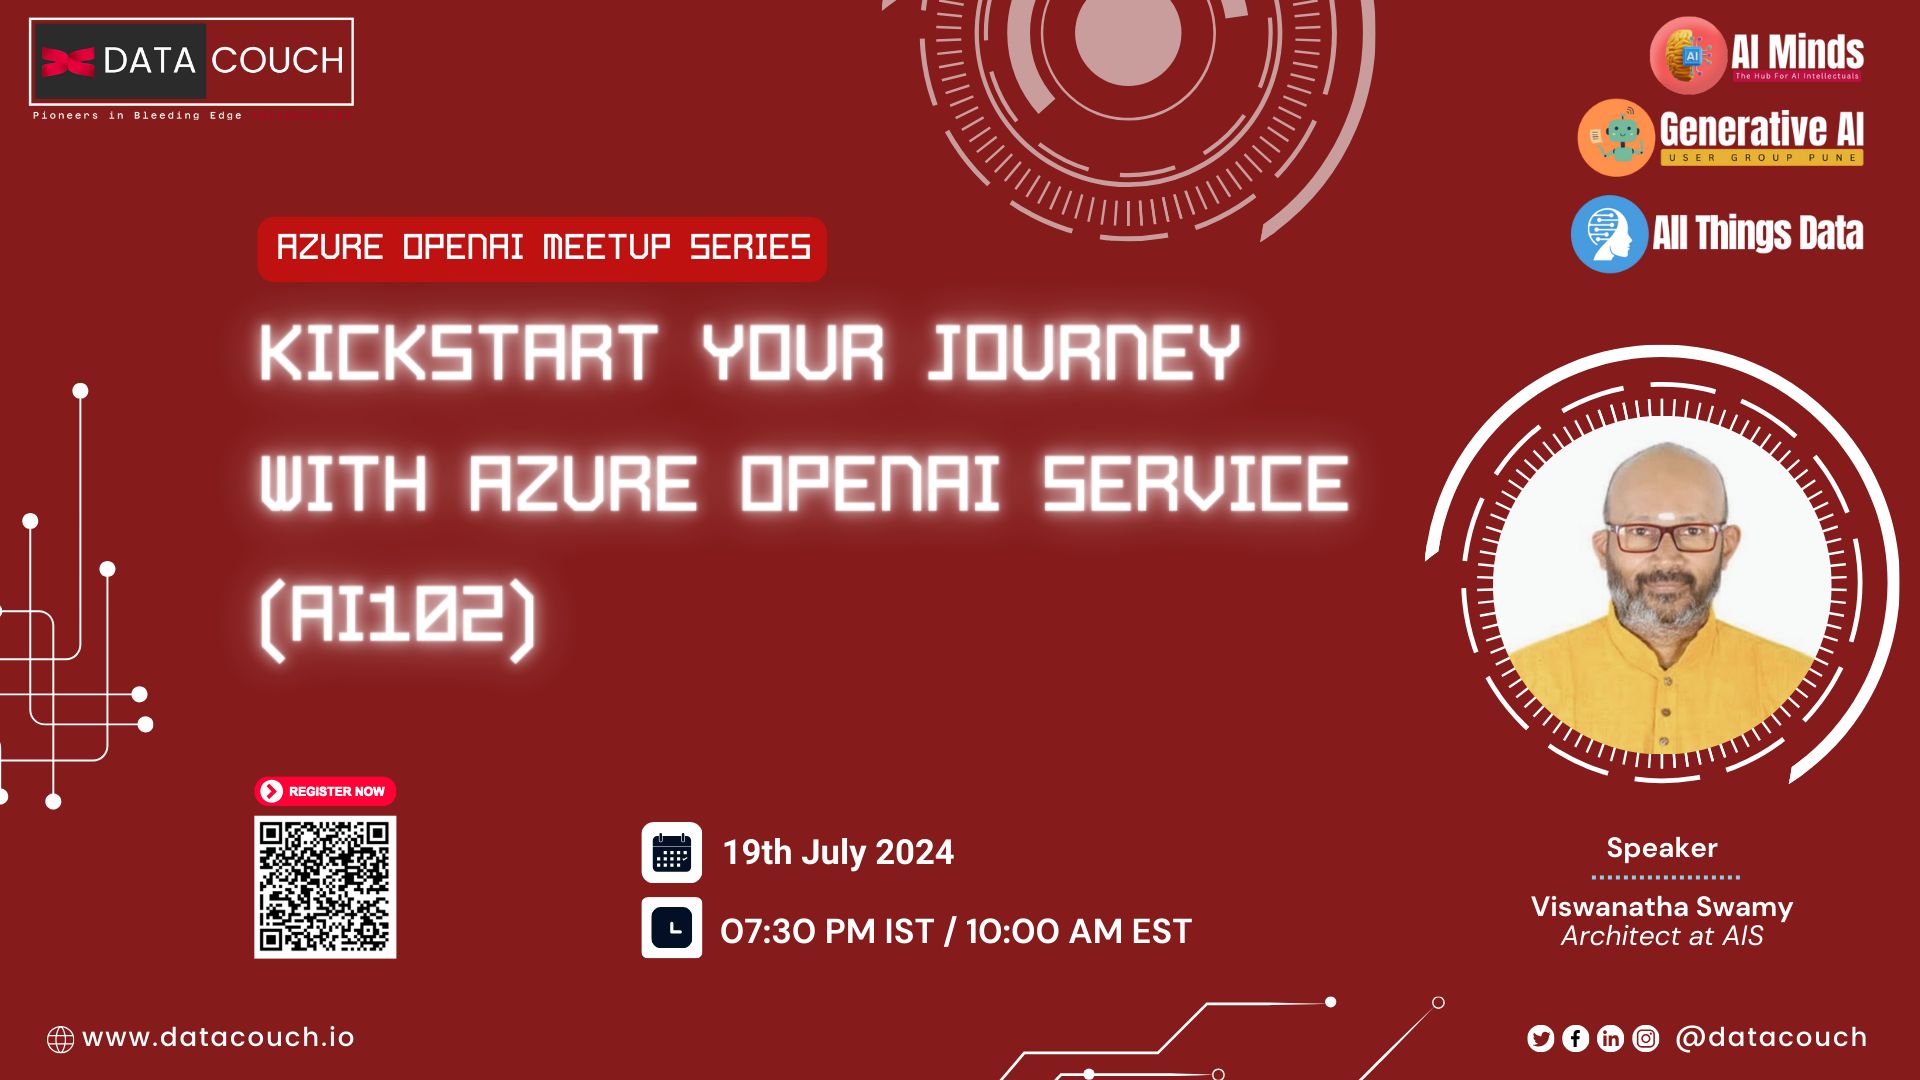 DATA COUCH
Pioneers in Bleeding Edge
AI
AI Minds
The Hub For AI Intellectuals
Generative AI
USER GROUP PUNE
All Things Data
AZURE OPENAI MEETUP SERIES
KICKSTART YOUR JOURNEY
WITH AZURE OPENAI SERVICE
(AI102)
REGISTER NOW
19th July 2024
07:30 PM IST / 10:00 AM EST
Speaker
Viswanatha Swamy
Architect at AIS
www.datacouch.io
@datacouch